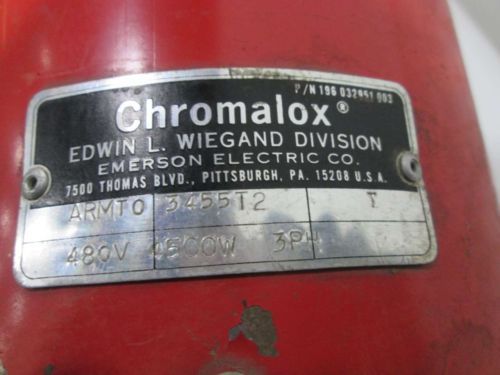 P/N 196 032951 003
Chromalox®
EDWIN L. WIEGAND DIVISION
EMERSON ELECTRIC CO.
7500 THOMAS BLVD., PITTSBURGH, PA. 15208 U.S.A.
ARMTO 3455T2 T
480V 3PH